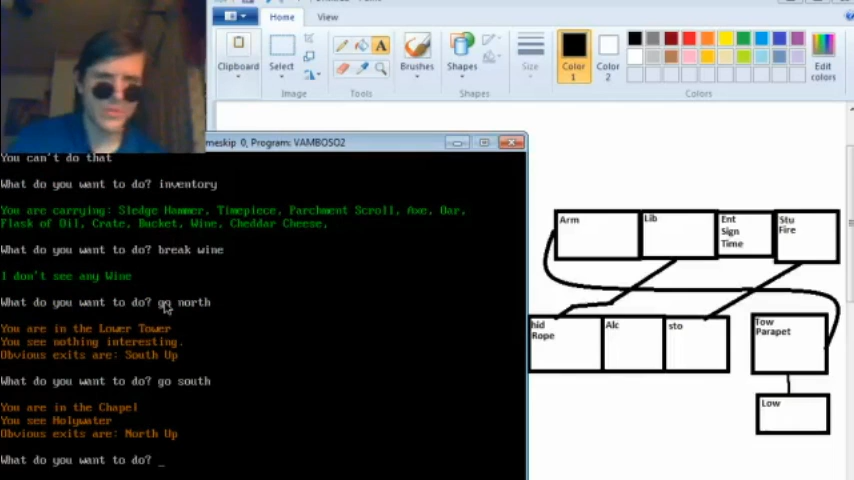 Home
View
Clipboard
Select
Image
Tools
Brushes
Shapes
Shapes
Size
Color
1
Color
2
Edit
colors
Colors
meskip 0, Program: VAMBOSO2
You can't do that
What do you want to do? inventory
You are carrying: Sledge Hammer, Timepiece, Parchment Scroll, Axe, Oar,
Flask of Oil, Crate, Bucket, Wine, Cheddar Cheese,
What do you want to do? break wine
I don't see any Wine
What do you want to do? go north
You are in the Lower Tower
You see nothing interesting.
Obvious exits are: South Up
What do you want to do? go south
You are in the Chapel
You see Holywater
Obvious exits are: North Up
What do you want to do? _
Arm
Lib
Ent
Sign
Time
Stu
Fire
hid
Rope
Alc
sto
Tow
Parapet
Low